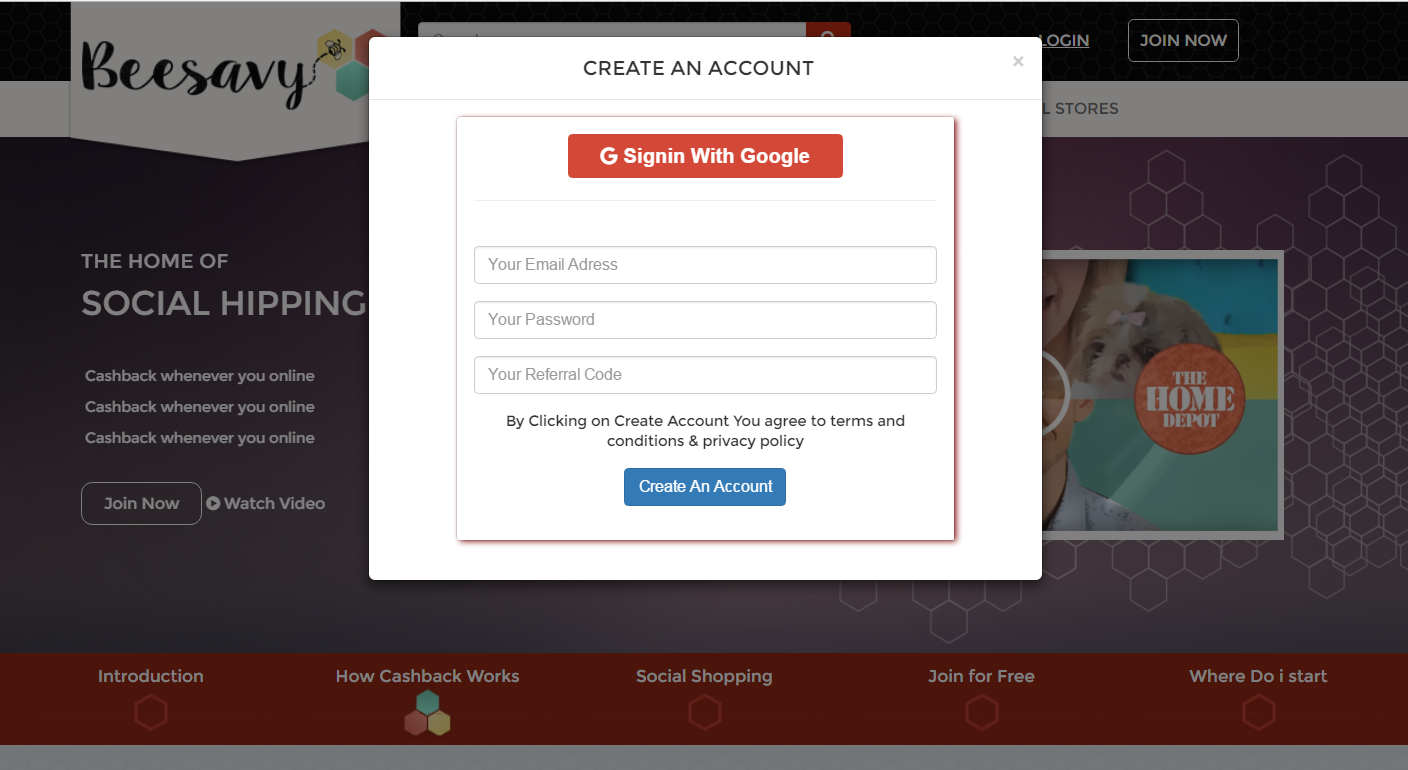 Beesavy
LOGIN
JOIN NOW
CREATE AN ACCOUNT
×
STORES
G Signin With Google
Your Email Adress
Your Password
Your Referral Code
By Clicking on Create Account You agree to terms and
conditions & privacy policy
Create An Account
THE HOME OF
SOCIAL HIPPING
Cashback whenever you online
Cashback whenever you online
Cashback whenever you online
Join Now
Watch Video
THE
HOME
DEPOT
Introduction
How Cashback Works
Social Shopping
Join for Free
Where Do i start